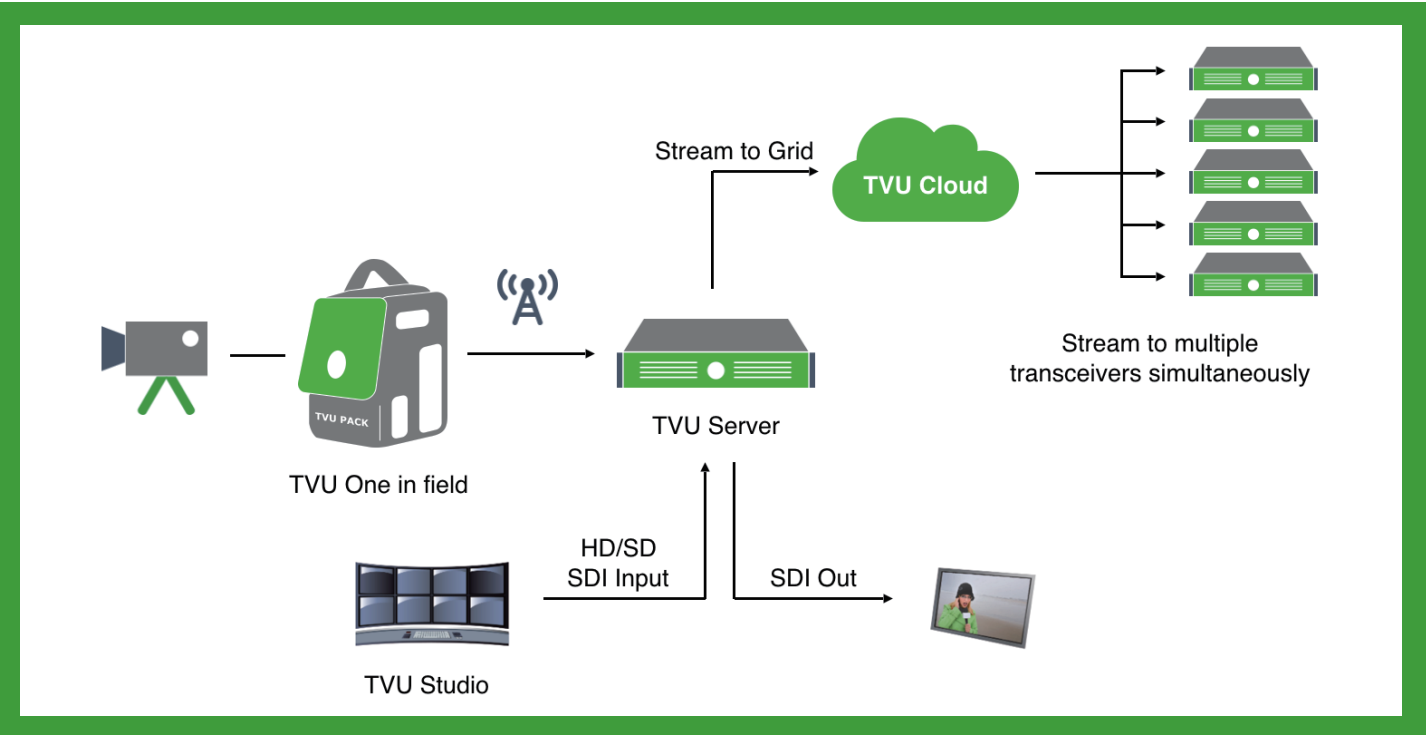 Stream to Grid
TVU Cloud
Stream to multiple
transceivers simultaneously
TVU PACK
TVU One in field
TVU Server
HD/SD
SDI Input
SDI Out
TVU Studio